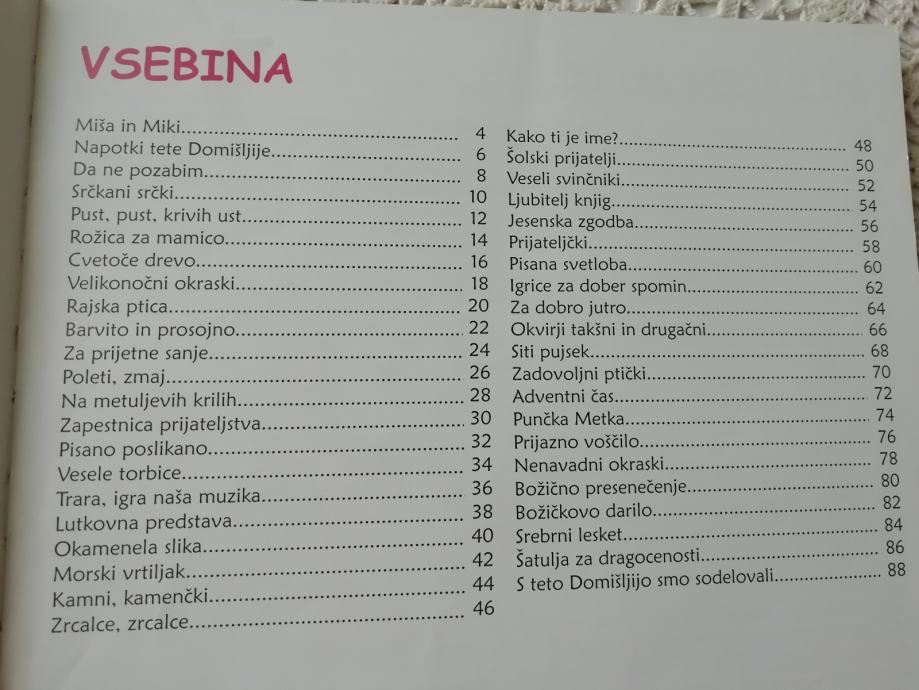 VSEBINA
Miša in Miki................................................ 4
Napotki tete Domišljije................................ 6
Da ne pozabim............................................ 8
Srčkani srčki................................................ 10
Pust, pust, krivih ust.................................... 12
Rožica za mamico........................................ 14
Cvetoče drevo.............................................. 16
Velikonočni okraski...................................... 18
Rajska ptica.................................................. 20
Barvito in prosojno...................................... 22
Za prijetne sanje.......................................... 24
Poleti, zmaj.................................................. 26
Na metuljevih krilih...................................... 28
Zapestnica prijateljstva................................ 30
Pisano poslikano.......................................... 32
Vesele torbice.............................................. 34
Trara, igra naša muzika................................ 36
Lutkovna predstava...................................... 38
Okamenela slika.......................................... 40
Morski vrtiljak.............................................. 42
Kamni, kamenčki.......................................... 44
Zrcalce, zrcalce............................................ 46
Kako ti je ime?............................................ 48
Šolski prijatelji............................................ 50
Veseli svinčniki............................................ 52
Ljubitelj knjig.............................................. 54
Jesenska zgodba.......................................... 56
Prijateljčki.................................................. 58
Pisana svetloba............................................ 60
Igrice za dober spomin................................ 62
Za dobro jutro............................................ 64
Okvirji takšni in drugačni............................ 66
Siti pujsek.................................................. 68
Zadovoljni ptički.......................................... 70
Adventni čas................................................ 72
Punčka Metka.............................................. 74
Prijazno voščilo............................................ 76
Nenavadni okraski........................................ 78
Božično presenečenje.................................. 80
Božičkovo darilo.......................................... 82
Srebrni lesket.............................................. 84
Šatulja za dragocenosti................................ 86
S teto Domišljijo smo sodelovali.................. 88